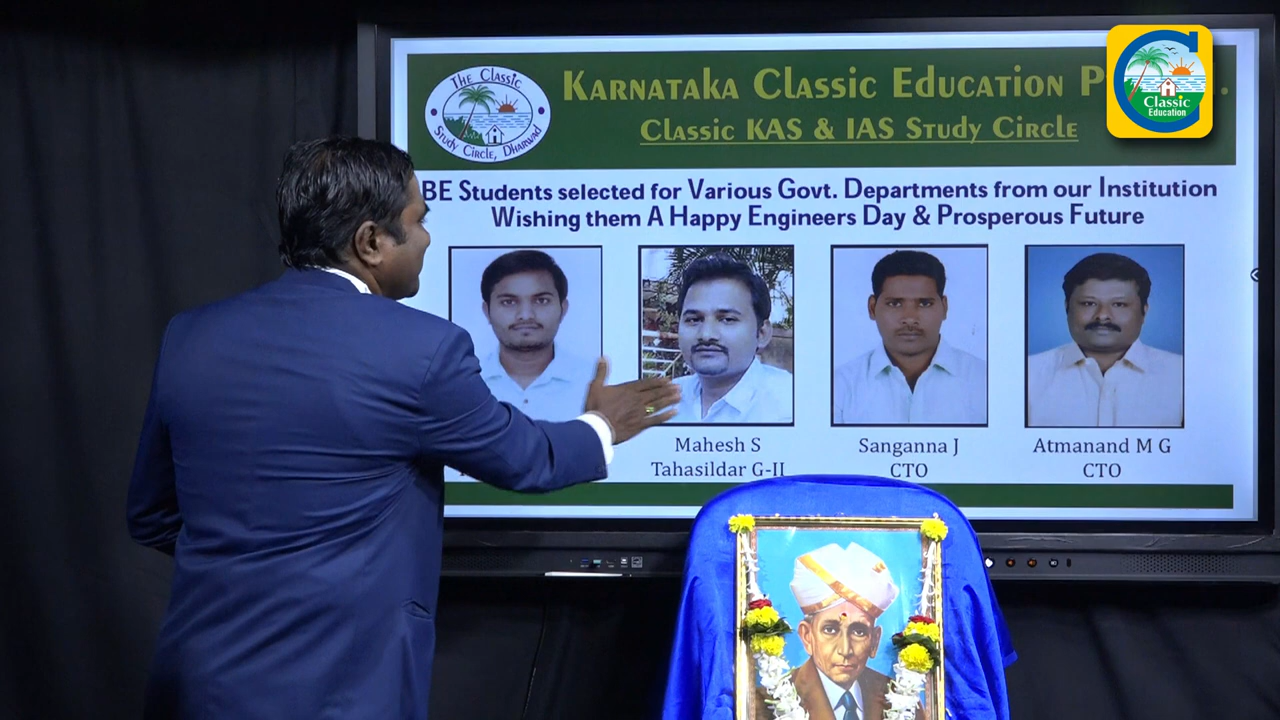 The Classic
Study Circle, Dharwad
Karnataka Classic Education
Classic KAS & IAS Study Circle
Classic
Education
BE Students selected for Various Govt. Departments from our Institution
Wishing them A Happy Engineers Day & Prosperous Future
Mahesh S
Tahasildar G-II
Sanganna J
CTO
Atmanand M G
CTO